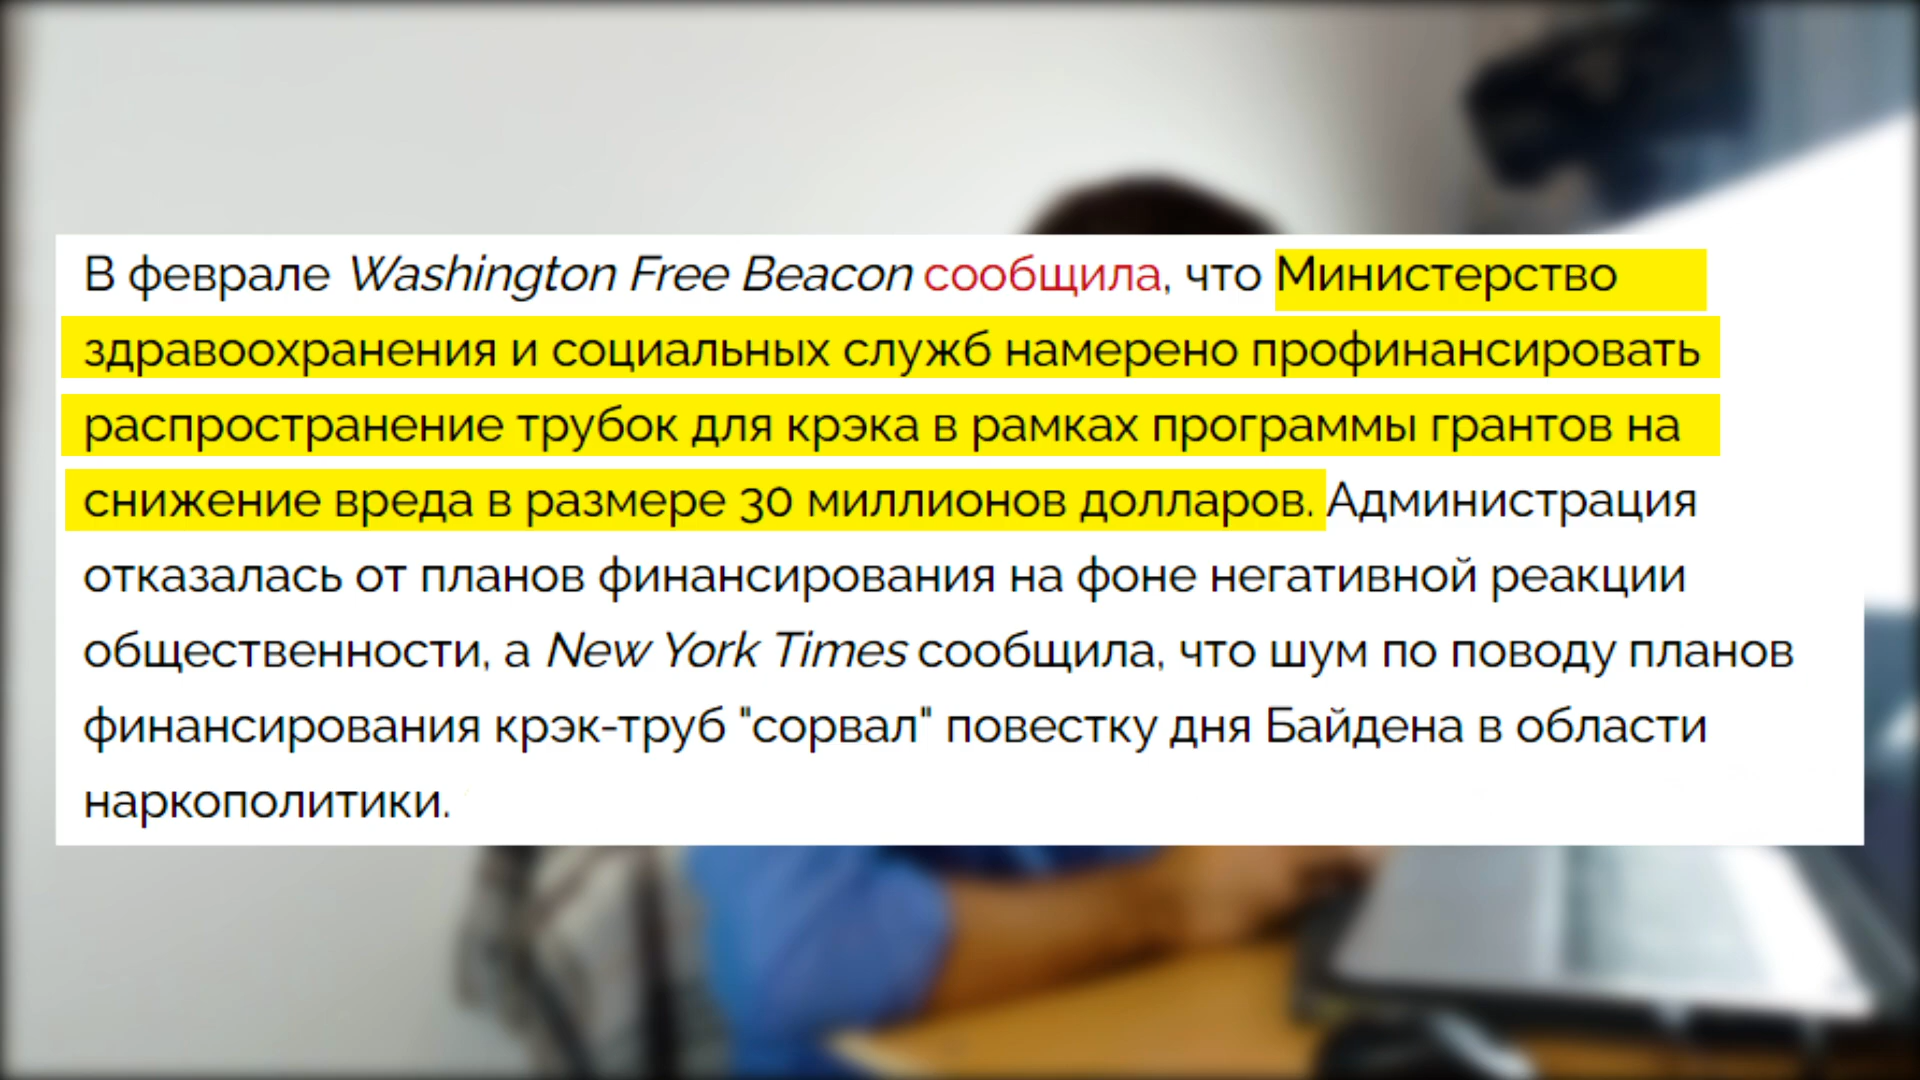 В феврале Washington Free Beacon сообщила, что Министерство
здравоохранения и социальных служб намерено профинансировать
распространение трубок для крэка в рамках программы грантов на
снижение вреда в размере 30 миллионов долларов. Администрация
отказалась от планов финансирования на фоне негативной реакции
общественности, а New York Times сообщила, что шум по поводу планов
финансирования крэк-труб "сорвал" повестку дня Байдена в области
наркополитики.